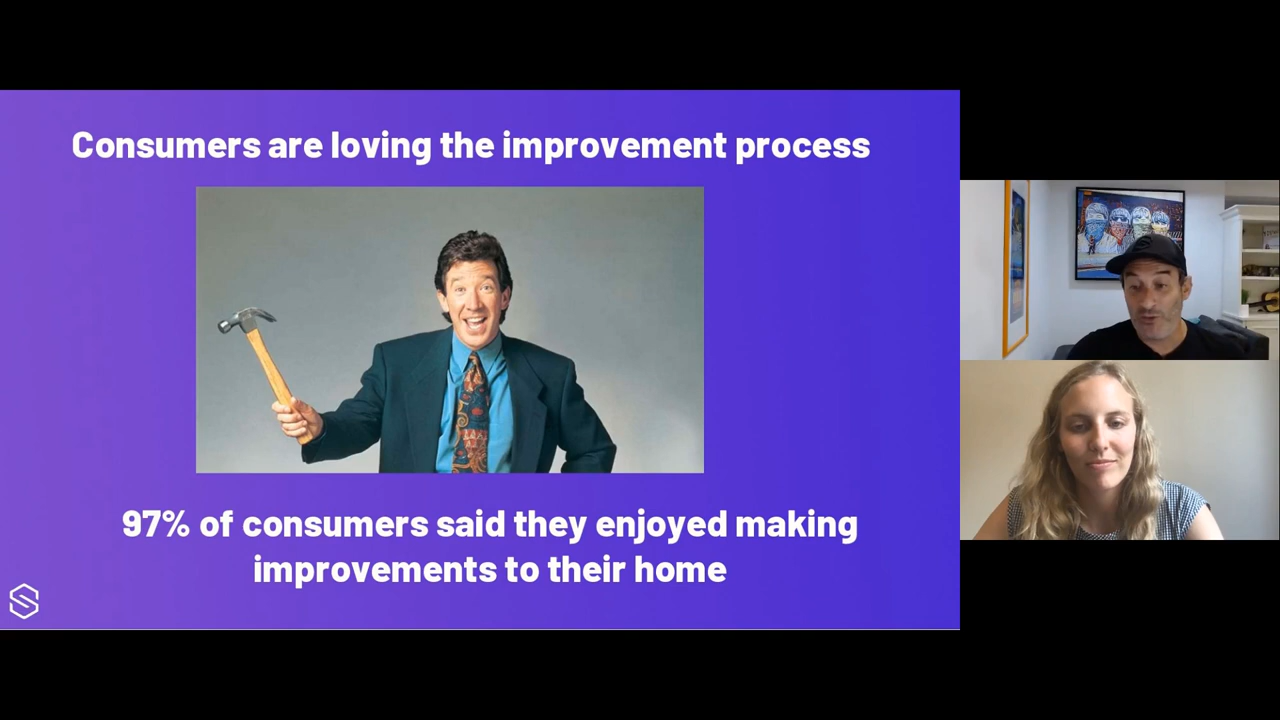 Consumers are loving the improvement process
97% of consumers said they enjoyed making
improvements to their home